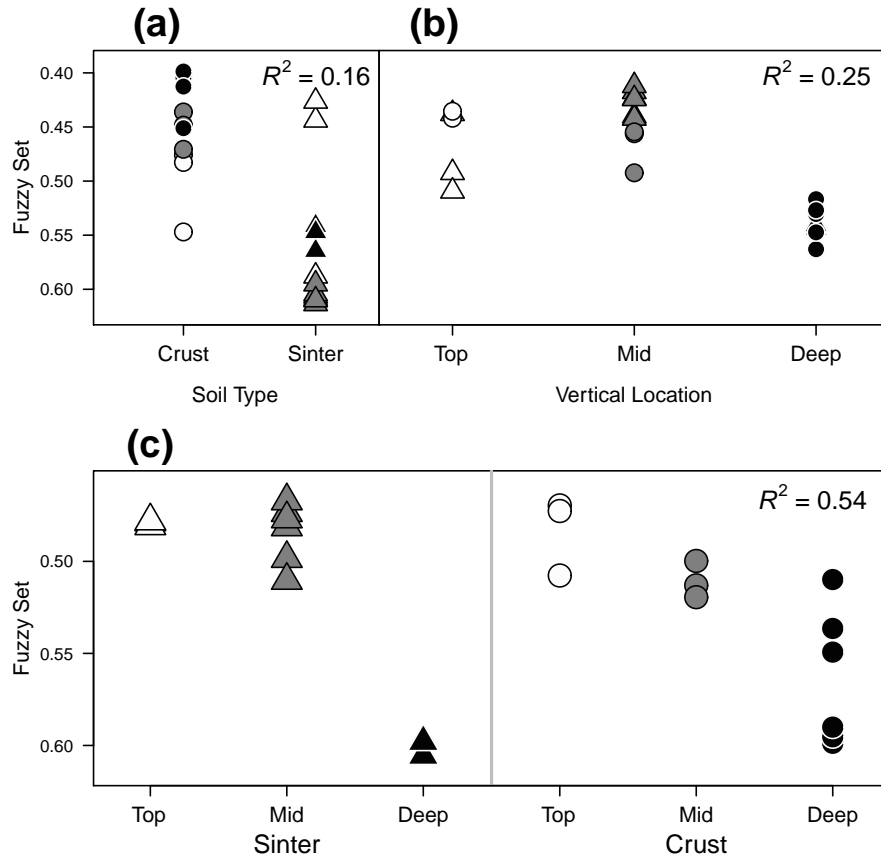 (a)
(b)
R² = 0.16
R² = 0.25
Fuzzy Set
0.40
0.45
0.50
0.55
0.60
Crust
Sinter
Top
Mid
Deep
Soil Type
Vertical Location
(c)
R² = 0.54
Fuzzy Set
0.50
0.55
0.60
Top
Mid
Deep
Top
Mid
Deep
Sinter
Crust